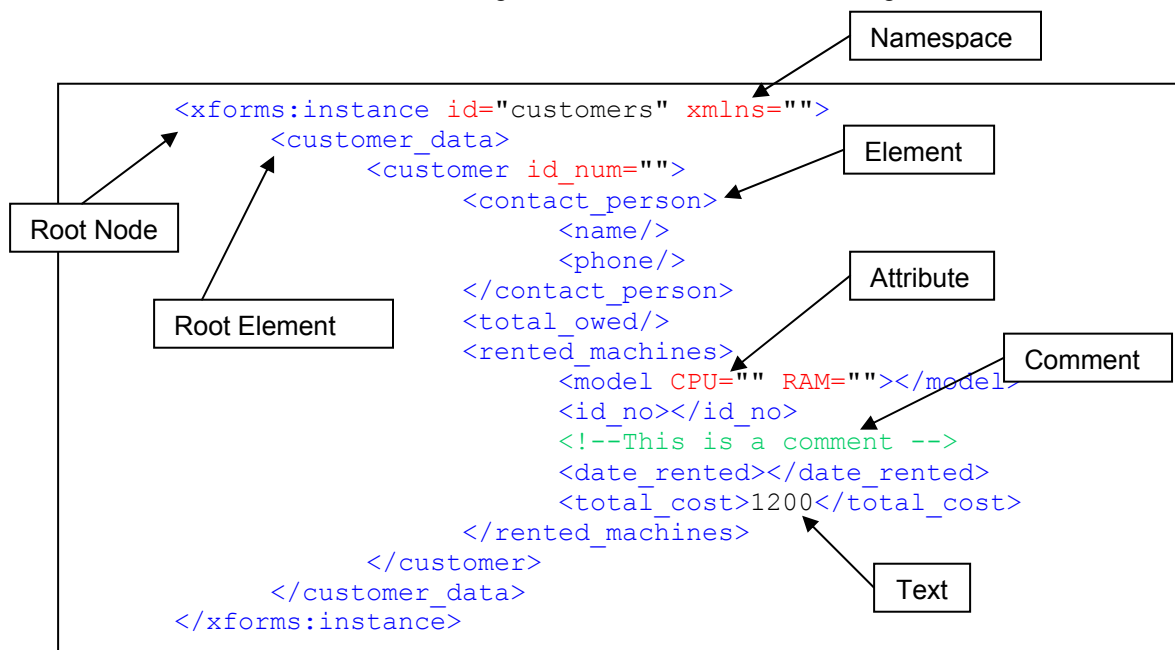 Namespace
<xforms:instance id="customers" xmlns="">
<customer_data>
Element
<customer id_num="">
<contact_person>
Root Node
<name/>
<phone/>
Attribute
</contact_person>
Root Element
<total_owed/>
<rented_machines>
Comment
<model CPU="" RAM=""></model>
<id_no></id_no>
<!--This is a comment -->
<date_rented></date_rented>
<total_cost>1200</total_cost>
</rented_machines>
</customer>
Text
</customer_data>
</xforms:instance>